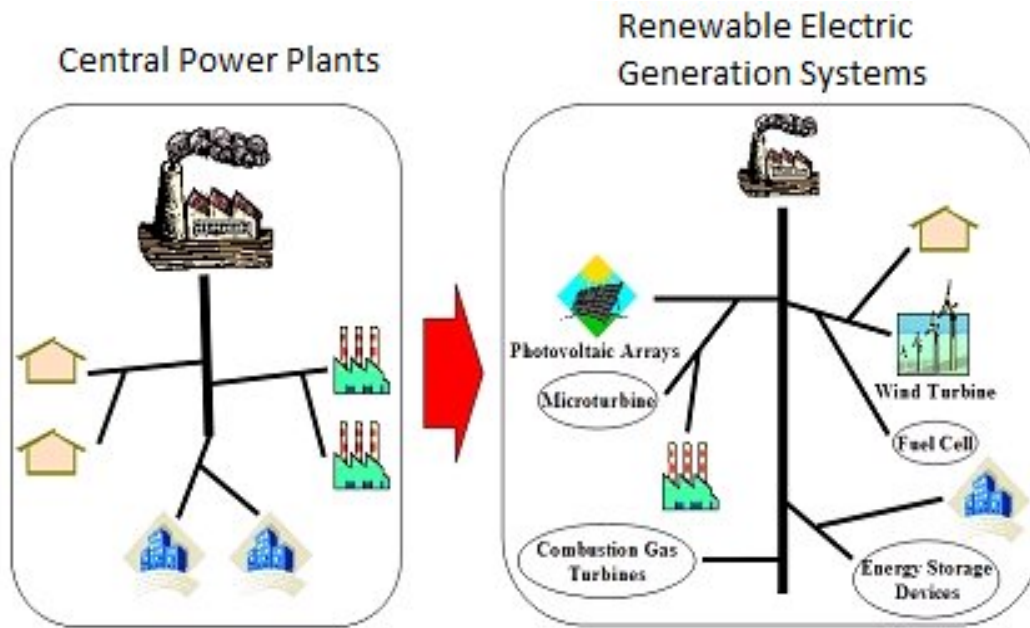 Central Power Plants
Renewable Electric
Generation Systems
Photovoltaic Arrays
Microturbine
Wind Turbine
Fuel Cell
Combustion Gas
Turbines
Energy Storage
Devices